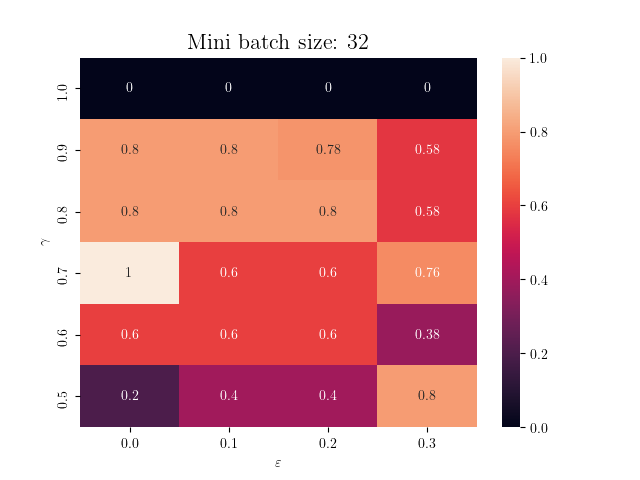 Mini batch size: 32
1.0 0 0 0 0
0.9 0.8 0.8 0.78 0.58
0.8 0.8 0.8 0.8 0.58
0.7 1 0.6 0.6 0.76
0.6 0.6 0.6 0.6 0.38
0.5 0.2 0.4 0.4 0.8
γ
0.0 0.1 0.2 0.3
ε
1.0
0.8
0.6
0.4
0.2
0.0